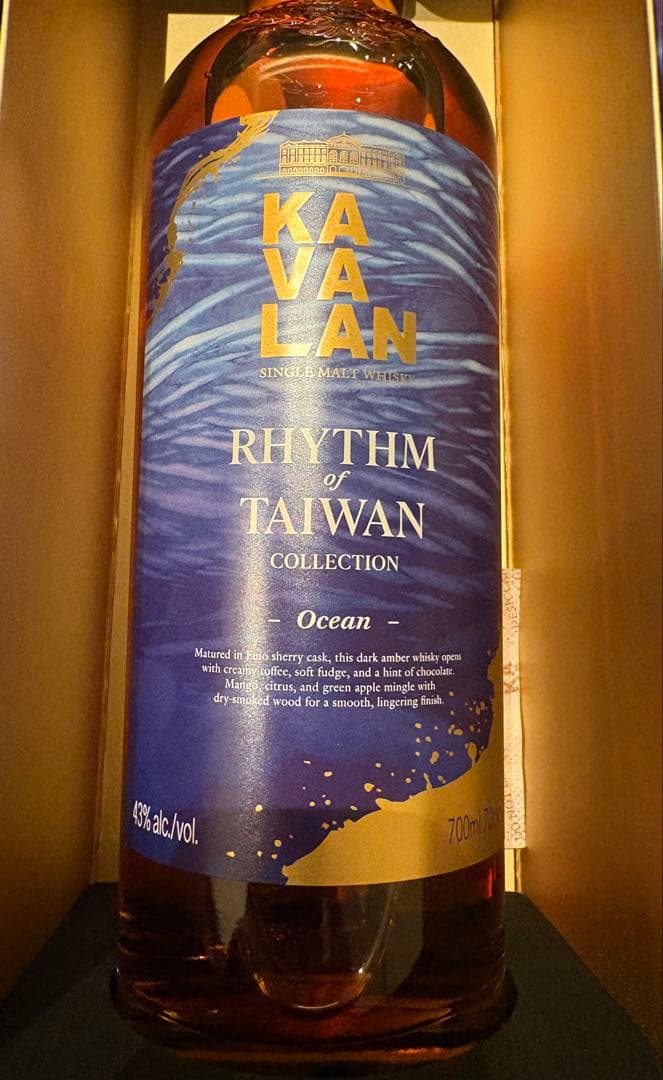 KA
VA
LAN
SINGLE MALT WHISKY
RHYTHM
of
TAIWAN
COLLECTION
- Ocean -
Matured in Fino sherry cask, this dark amber whisky opens
with creamy toffee, soft fudge, and a hint of chocolate.
Mango, citrus, and green apple mingle with
dry-smoked wood for a smooth, lingering finish.
43% alc./vol.
700ml
DO NOT